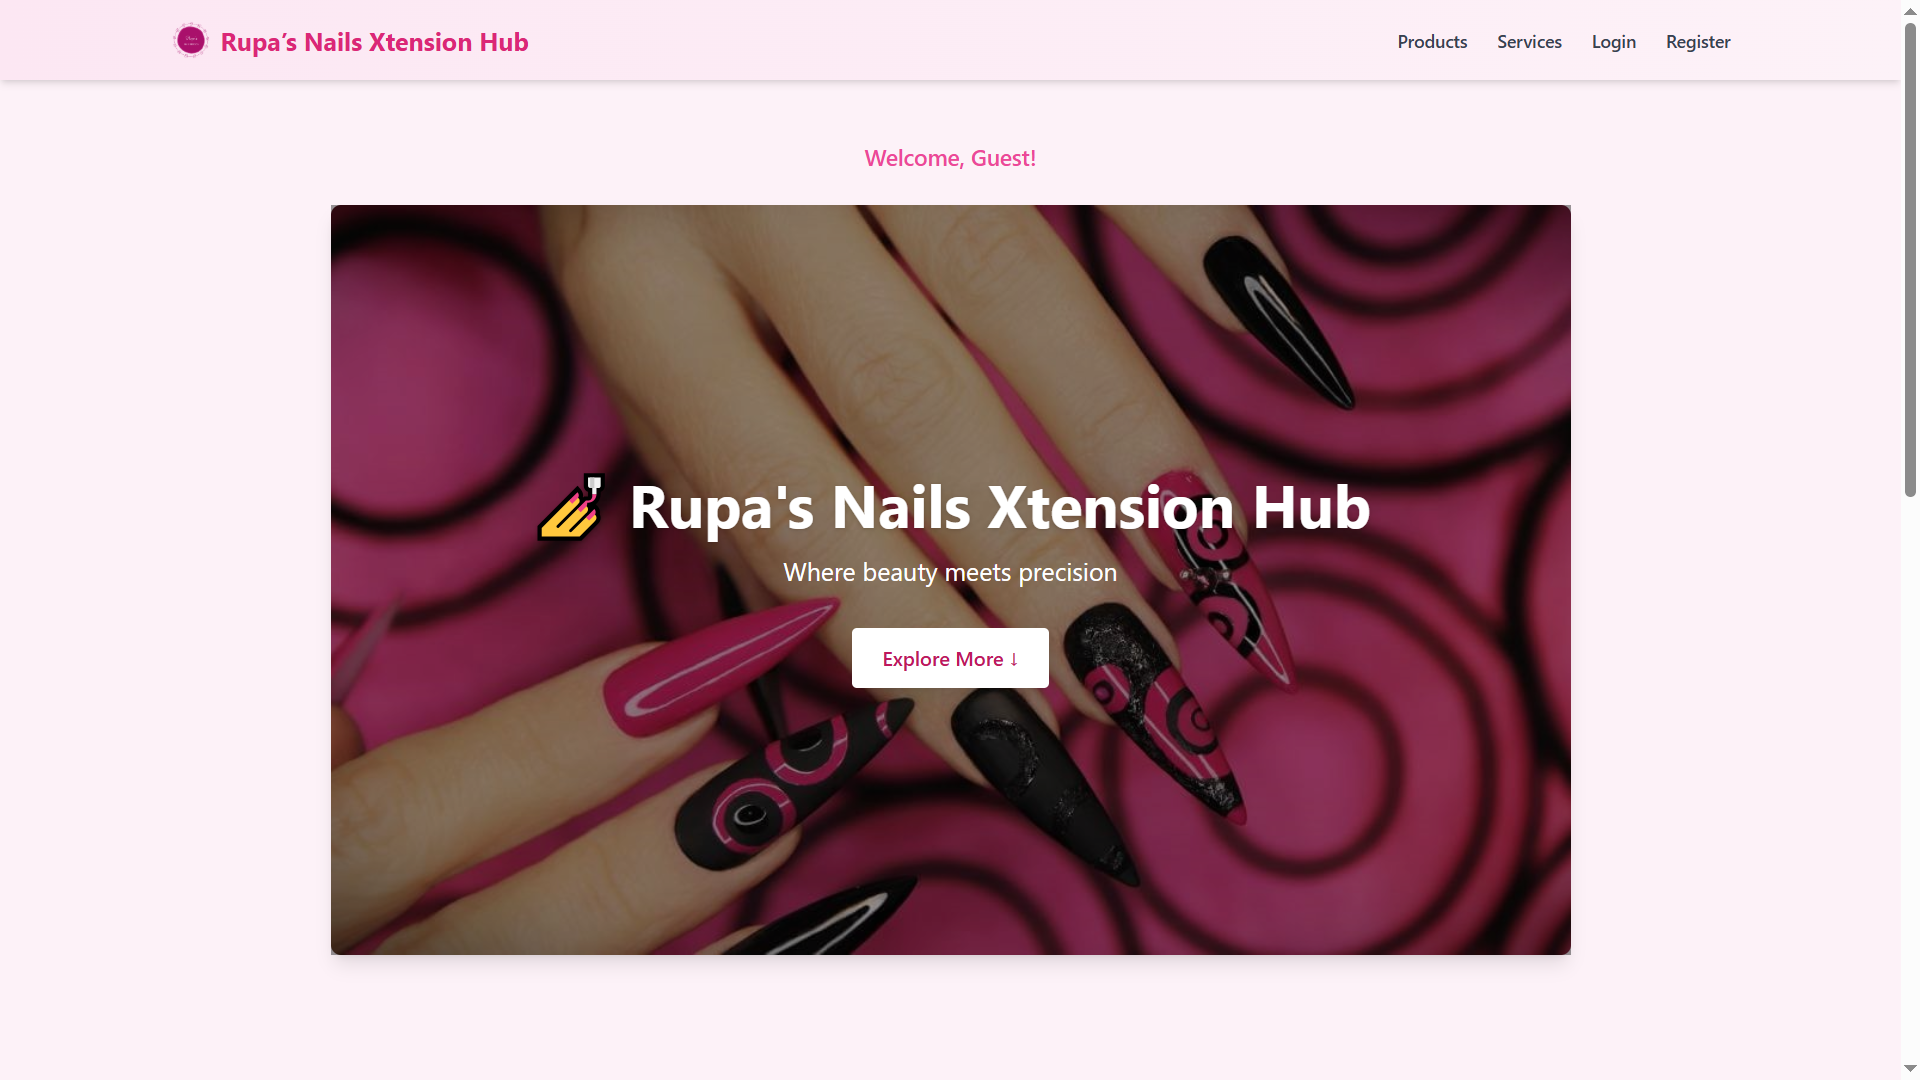 Rupa’s Nails Xtension Hub
Products
Services
Login
Register
Welcome, Guest!
💅 Rupa's Nails Xtension Hub
Where beauty meets precision
Explore More ↓